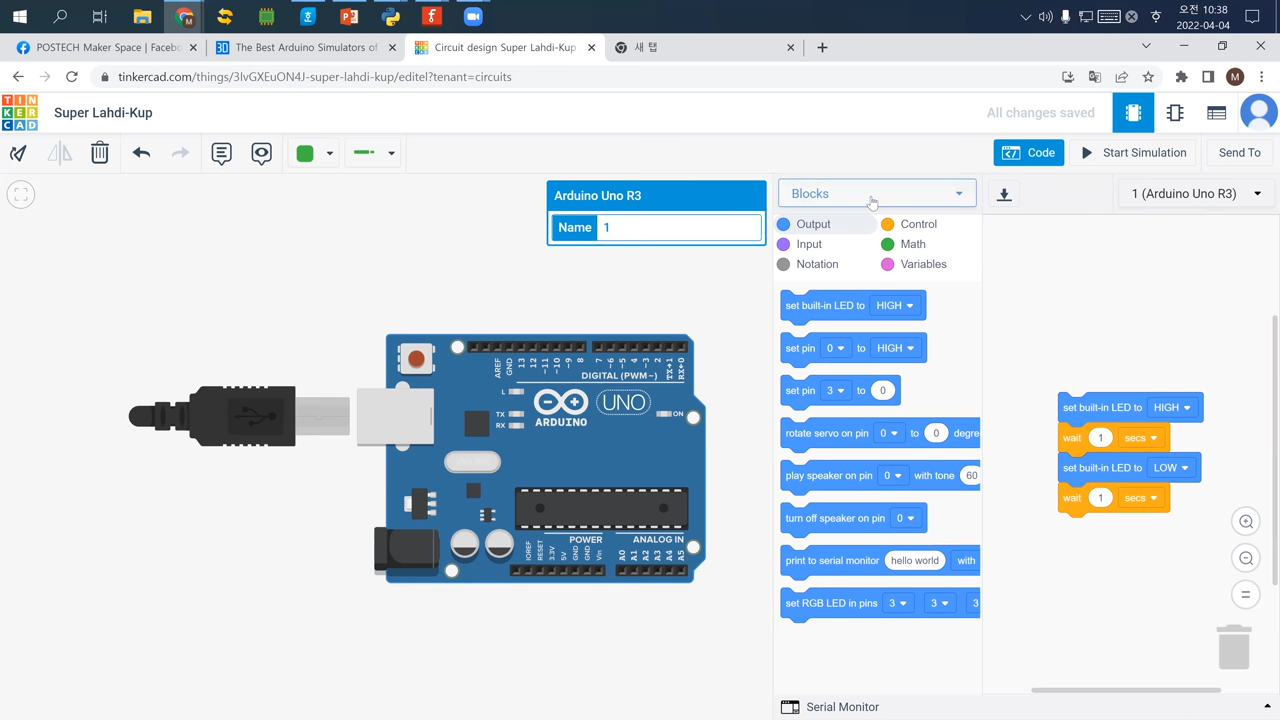 오전 10:38
2022-04-04
POSTECH Maker Space | Facebo
The Best Arduino Simulators of
Circuit design Super Lahdi-Kup
새 탭
tinkercad.com/things/3IvGXEuON4J-super-lahdi-kup/editel?tenant=circuits
M
TIN
KER
CAD
Super Lahdi-Kup
All changes saved
Code
Start Simulation
Send To
Arduino Uno R3
Name 1
Blocks
1 (Arduino Uno R3)
Output
Control
Input
Math
Notation
Variables
set built-in LED to HIGH
set pin 0 to HIGH
set pin 3 to 0
rotate servo on pin 0 to 0 degre
play speaker on pin 0 with tone 60
turn off speaker on pin 0
print to serial monitor hello world with
set RGB LED in pins 3 3 3
set built-in LED to HIGH
wait 1 secs
set built-in LED to LOW
wait 1 secs
AREF
GND
13
12
~11
~10
~9
8
7
~6
~5
4
~3
2
TX→1
RX←0
DIGITAL (PWM~)
L
TX
RX
UNO
ARDUINO
ON
POWER
ANALOG IN
IOREF
RESET
3.3V
5V
GND
GND
Vin
A0
A1
A2
A3
A4
A5
Serial Monitor